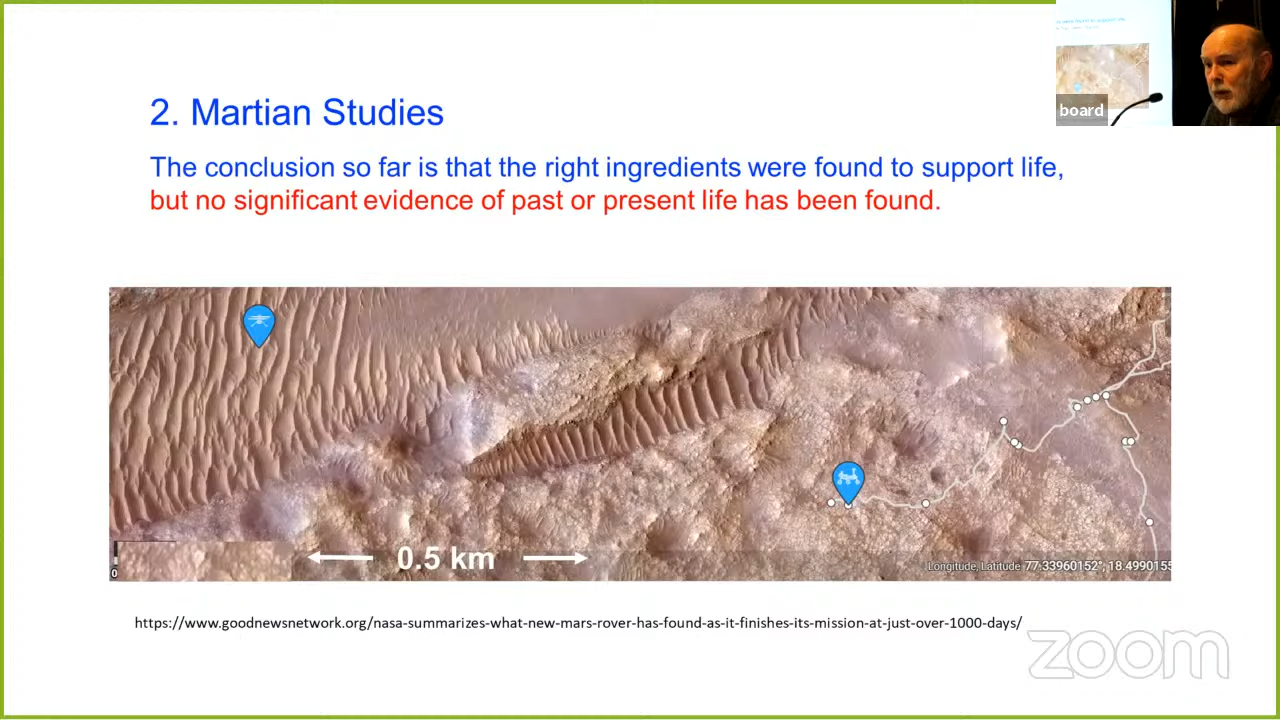 2. Martian Studies
The conclusion so far is that the right ingredients were found to support life,
but no significant evidence of past or present life has been found.
board
0.5 km
0
Longitude, Latitude 77.33960152°, 18.4990155
https://www.goodnewsnetwork.org/nasa-summarizes-what-new-mars-rover-has-found-as-it-finishes-its-mission-at-just-over-1000-days/
zoom